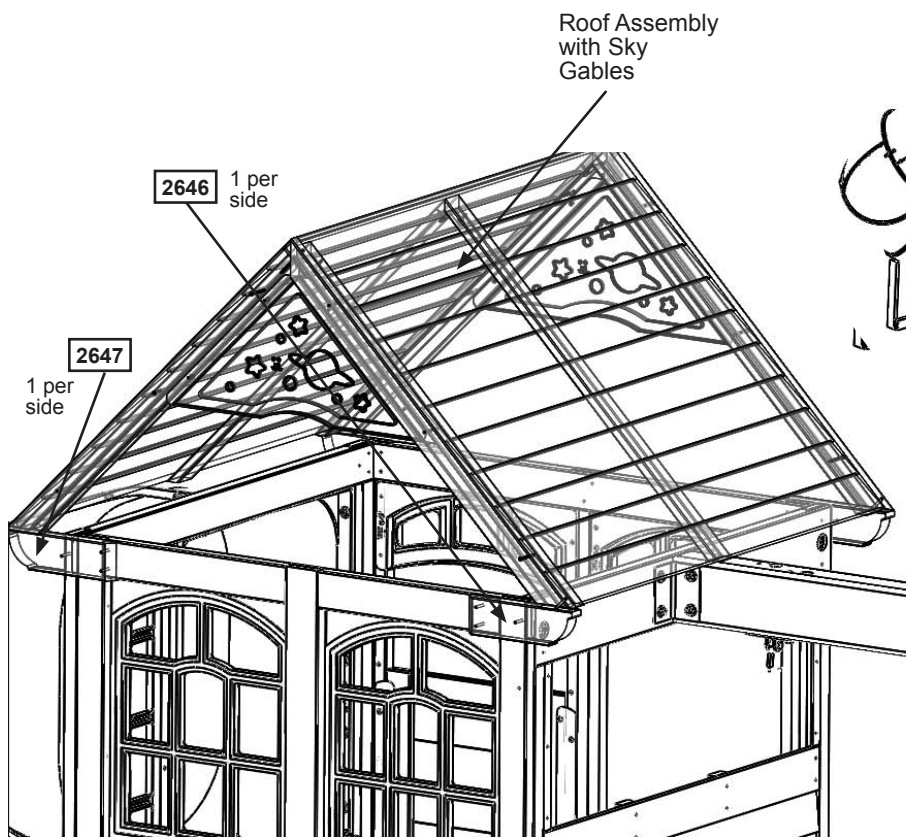 Roof Assembly
with Sky
Gables
2646 1 per
side
2647
1 per
side